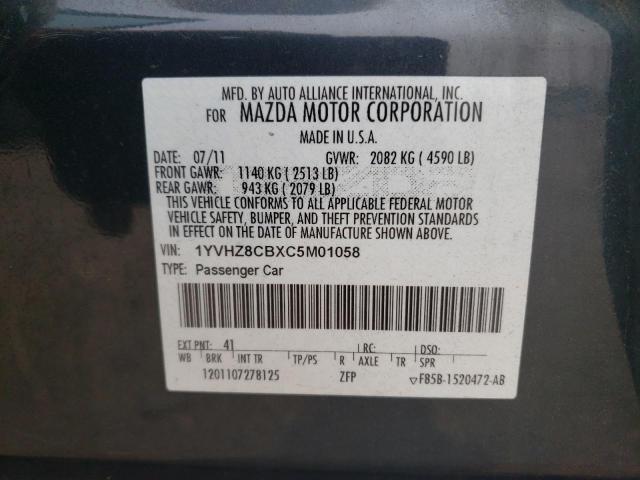 MFD. BY AUTO ALLIANCE INTERNATIONAL, INC.
FOR MAZDA MOTOR CORPORATION
MADE IN U.S.A.
DATE: 07/11 GVWR: 2082 KG ( 4590 LB)
FRONT GAWR: 1140 KG ( 2513 LB)
REAR GAWR: 943 KG ( 2079 LB)
THIS VEHICLE CONFORMS TO ALL APPLICABLE FEDERAL MOTOR
VEHICLE SAFETY, BUMPER, AND THEFT PREVENTION STANDARDS
IN EFFECT ON THE DATE OF MANUFACTURE SHOWN ABOVE.
VIN: 1YVHZ8CBXC5M01058
TYPE: Passenger Car
EXT PNT: 41 RC: DSO:
WB BRK INT TR TP/PS R AXLE TR SPR
1201107278125 ZFP F85B-1520472-AB